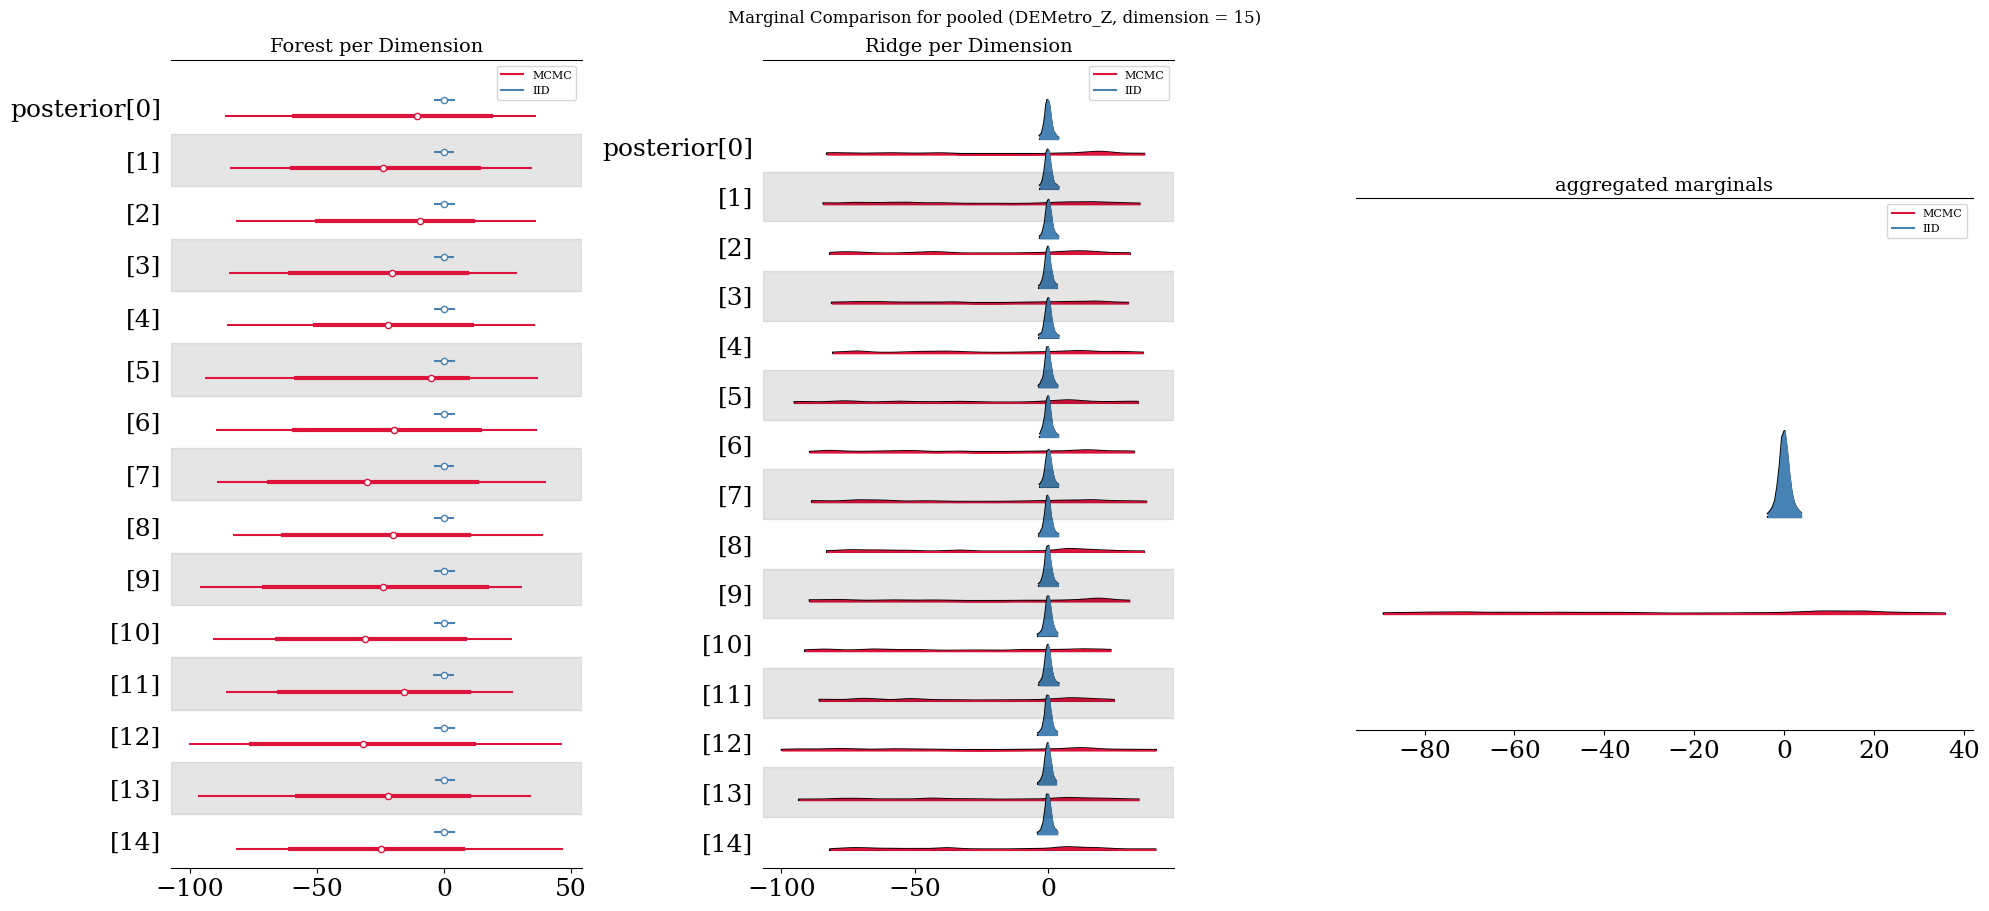 Marginal Comparison for pooled (DEMetro_Z, dimension = 15)
Forest per Dimension
MCMC
IID
posterior[0]
[1]
[2]
[3]
[4]
[5]
[6]
[7]
[8]
[9]
[10]
[11]
[12]
[13]
[14]
−100 −50 0 50
Ridge per Dimension
MCMC
IID
posterior[0]
[1]
[2]
[3]
[4]
[5]
[6]
[7]
[8]
[9]
[10]
[11]
[12]
[13]
[14]
−100 −50 0
aggregated marginals
MCMC
IID
−80 −60 −40 −20 0 20 40